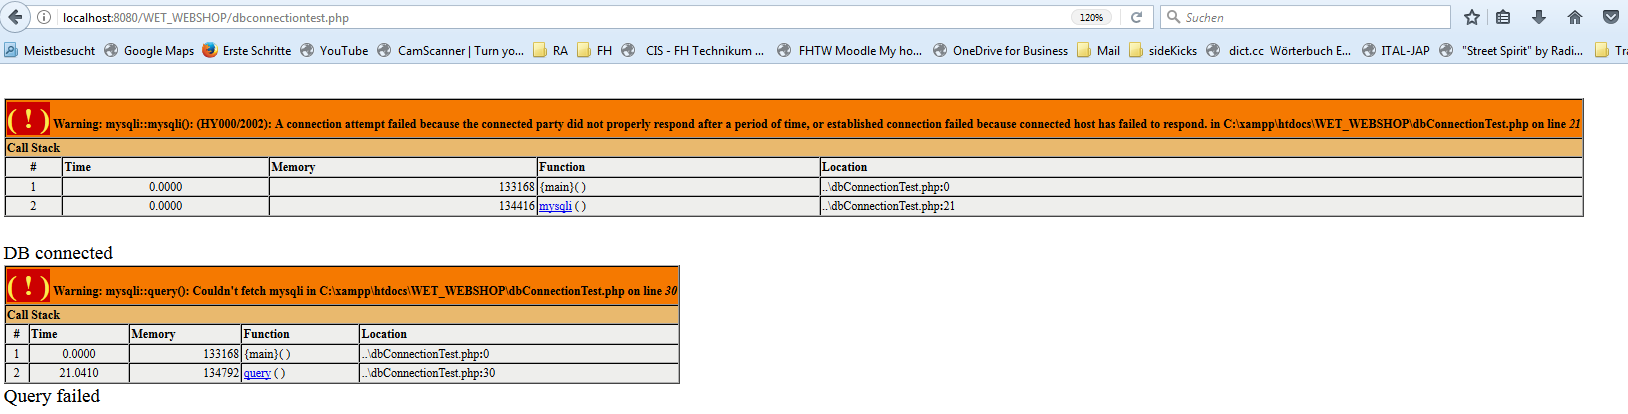 localhost:8080/WET_WEBSHOP/dbconnectiontest.php 120% Suchen
Meistbesucht Google Maps Erste Schritte YouTube CamScanner | Turn yo... RA FH CIS - FH Technikum ... FHTW Moodle My ho... OneDrive for Business Mail sideKicks dict.cc Wörterbuch E... ITAL-JAP "Street Spirit" by Radi... Tra
( ! ) Warning: mysqli::mysqli(): (HY000/2002): A connection attempt failed because the connected party did not properly respond after a period of time, or established connection failed because connected host has failed to respond. in C:\xampp\htdocs\WET_WEBSHOP\dbConnectionTest.php on line 21
Call Stack
# Time Memory Function Location
1 0.0000 133168 {main}( ) ..\dbConnectionTest.php:0
2 0.0000 134416 mysqli ( ) ..\dbConnectionTest.php:21
DB connected
( ! ) Warning: mysqli::query(): Couldn't fetch mysqli in C:\xampp\htdocs\WET_WEBSHOP\dbConnectionTest.php on line 30
Call Stack
# Time Memory Function Location
1 0.0000 133168 {main}( ) ..\dbConnectionTest.php:0
2 21.0410 134792 query ( ) ..\dbConnectionTest.php:30
Query failed